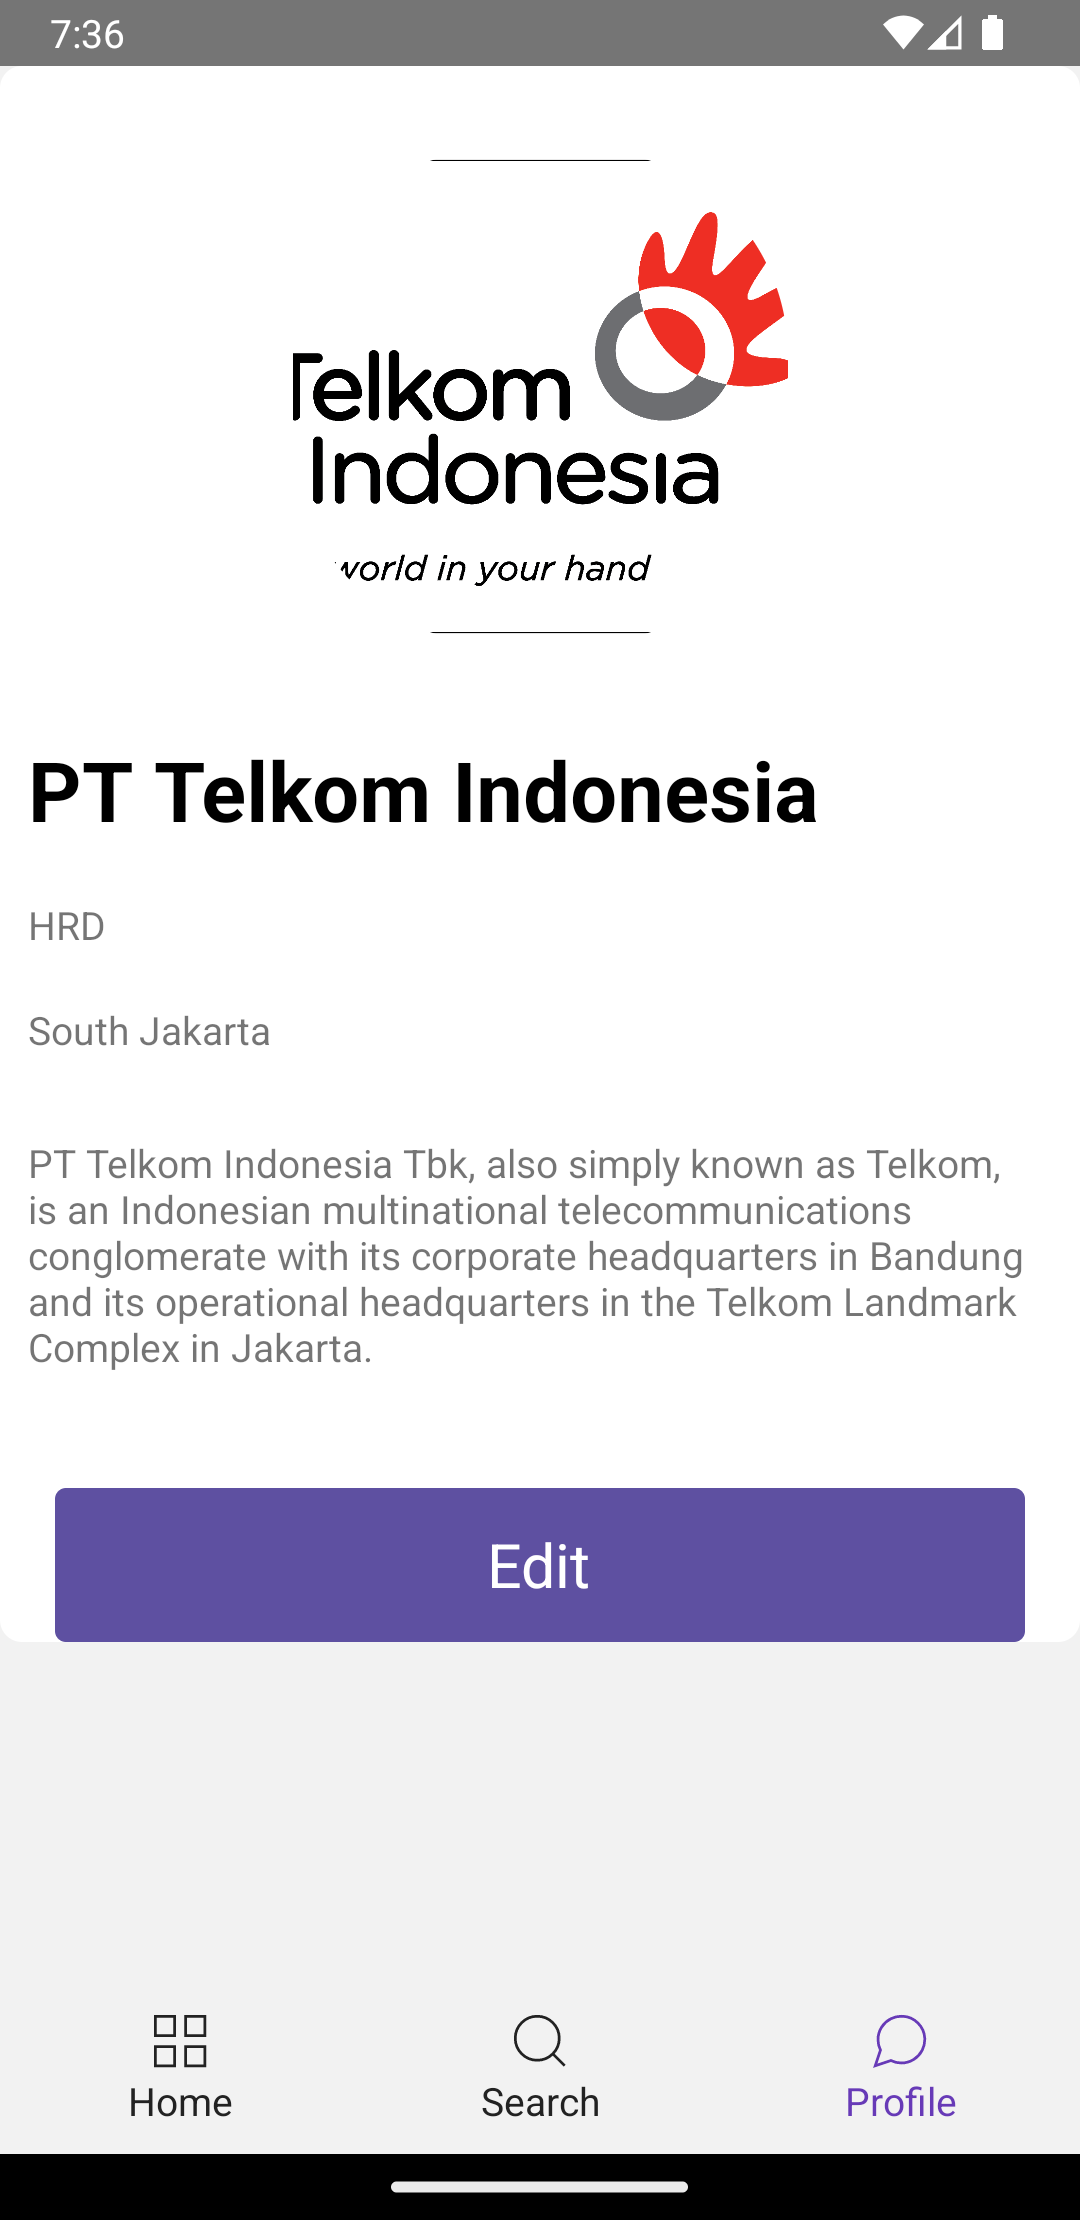 7:36
Telkom
Indonesia
world in your hand
PT Telkom Indonesia
HRD
South Jakarta
PT Telkom Indonesia Tbk, also simply known as Telkom,
is an Indonesian multinational telecommunications
conglomerate with its corporate headquarters in Bandung
and its operational headquarters in the Telkom Landmark
Complex in Jakarta.
Edit
Home
Search
Profile